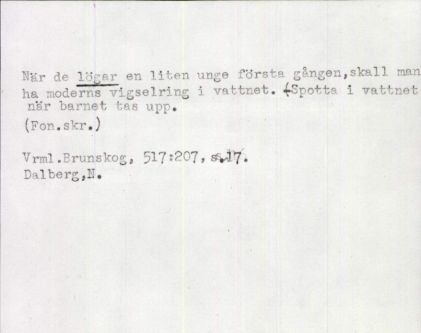 När de lögar en liten unge första gången,skall man
ha moderns vigselring i vattnet. (Spotta i vattnet
när barnet tas upp.
(Fon.skr.)
Vrml.Brunskog, 517:207, s.17.
Dalberg,N.